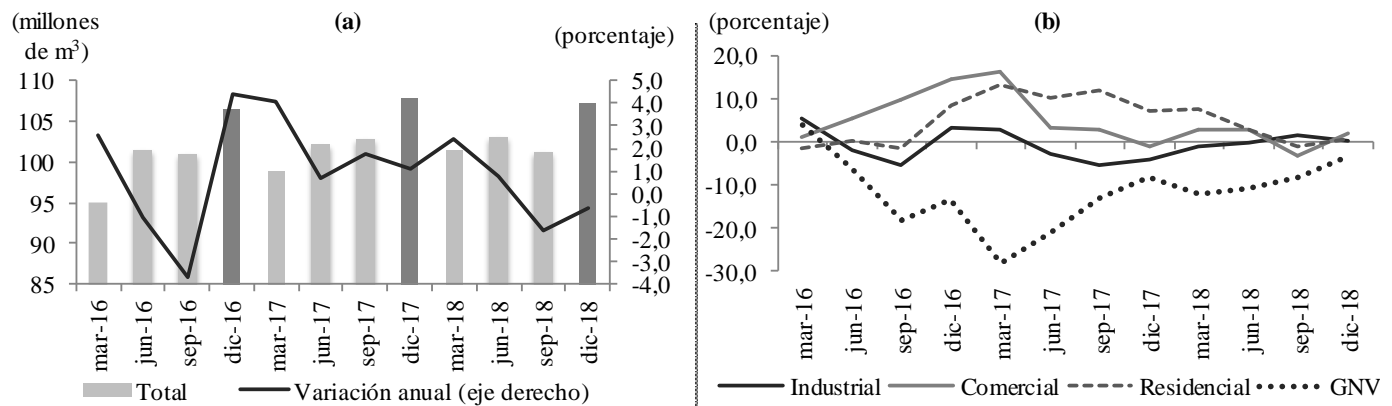 (millones
de m³)
(a)
(porcentaje)
110
105
100
95
90
85
5,0
4,0
3,0
2,0
1,0
0,0
-1,0
-2,0
-3,0
-4,0
mar-16
jun-16
sep-16
dic-16
mar-17
jun-17
sep-17
dic-17
mar-18
jun-18
sep-18
dic-18
Total
Variación anual (eje derecho)
(porcentaje)
(b)
20,0
10,0
0,0
-10,0
-20,0
-30,0
mar-16
jun-16
sep-16
dic-16
mar-17
jun-17
sep-17
dic-17
mar-18
jun-18
sep-18
dic-18
Industrial
Comercial
Residencial
GNV